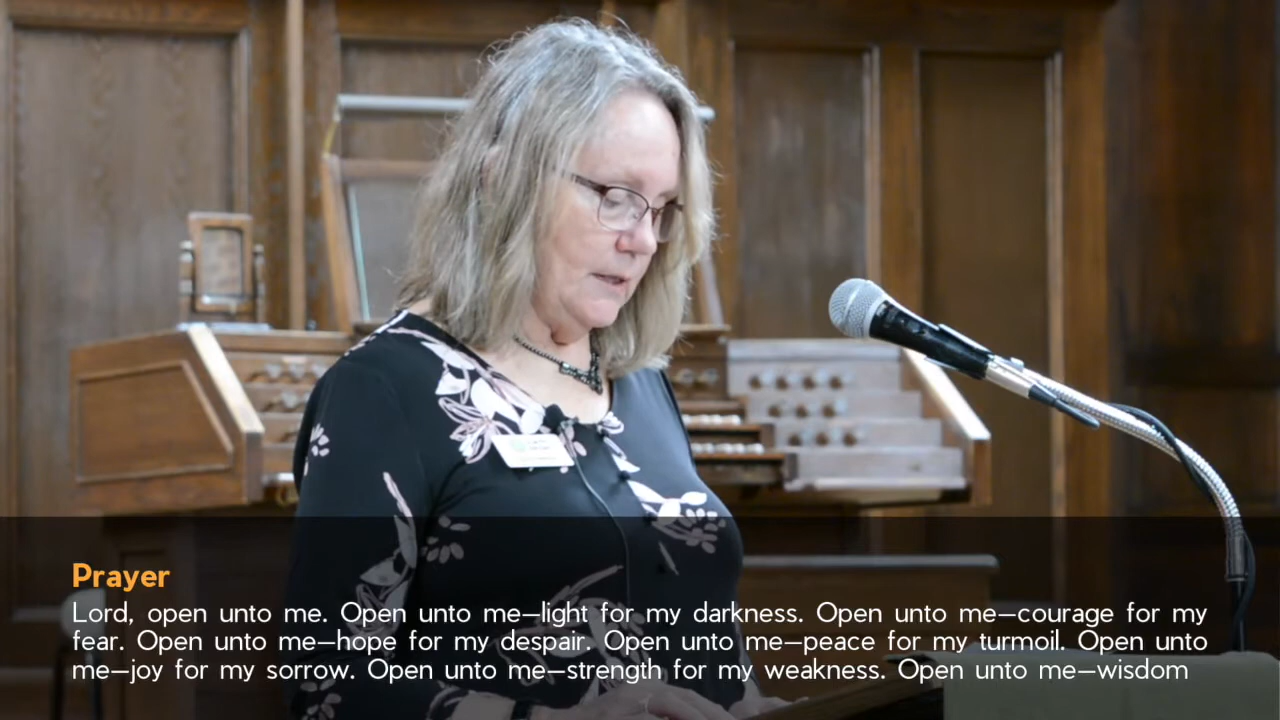 Prayer
Lord, open unto me. Open unto me—light for my darkness. Open unto me—courage for my
fear. Open unto me—hope for my despair. Open unto me—peace for my turmoil. Open unto
me—joy for my sorrow. Open unto me—strength for my weakness. Open unto me—wisdom